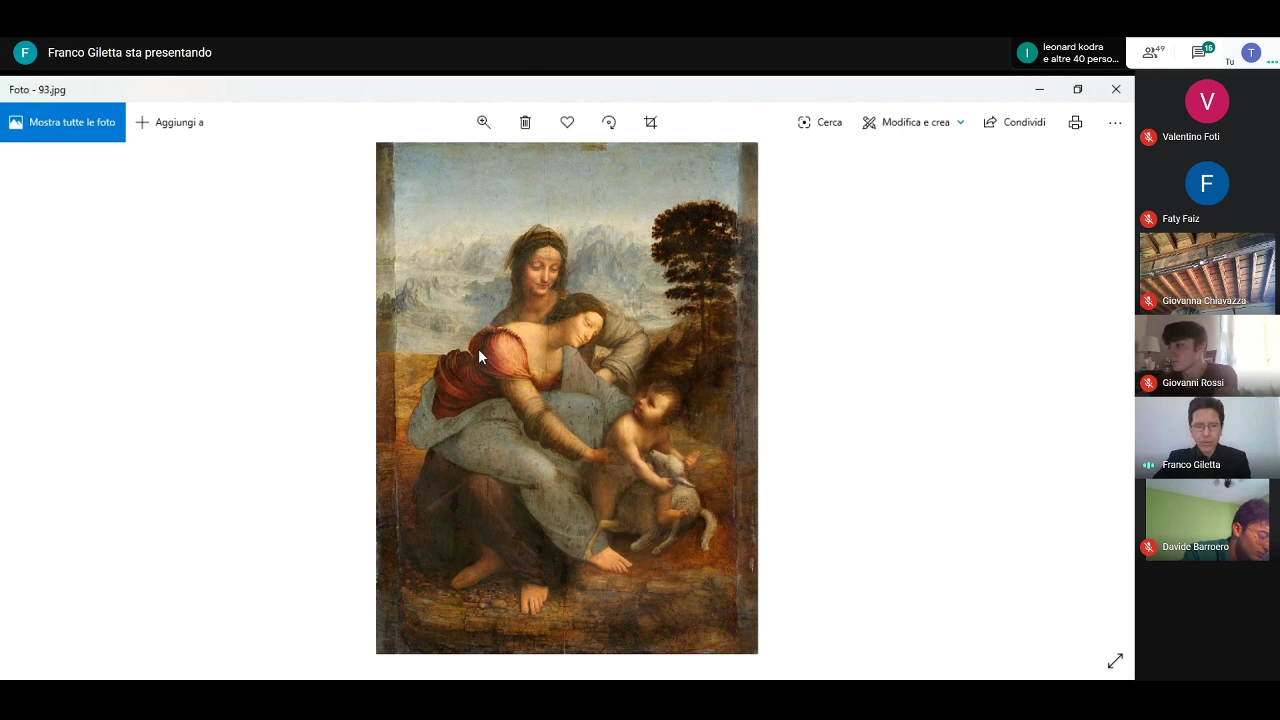 F Franco Giletta sta presentando
l leonard kodra
e altre 40 perso...
49
15
Tu
T
Foto - 93.jpg
Mostra tutte le foto
Aggiungi a
Cerca
Modifica e crea
Condividi
V
Valentino Foti
F
Faty Faiz
Giovanna Chiavazza
Giovanni Rossi
Franco Giletta
Davide Barroero